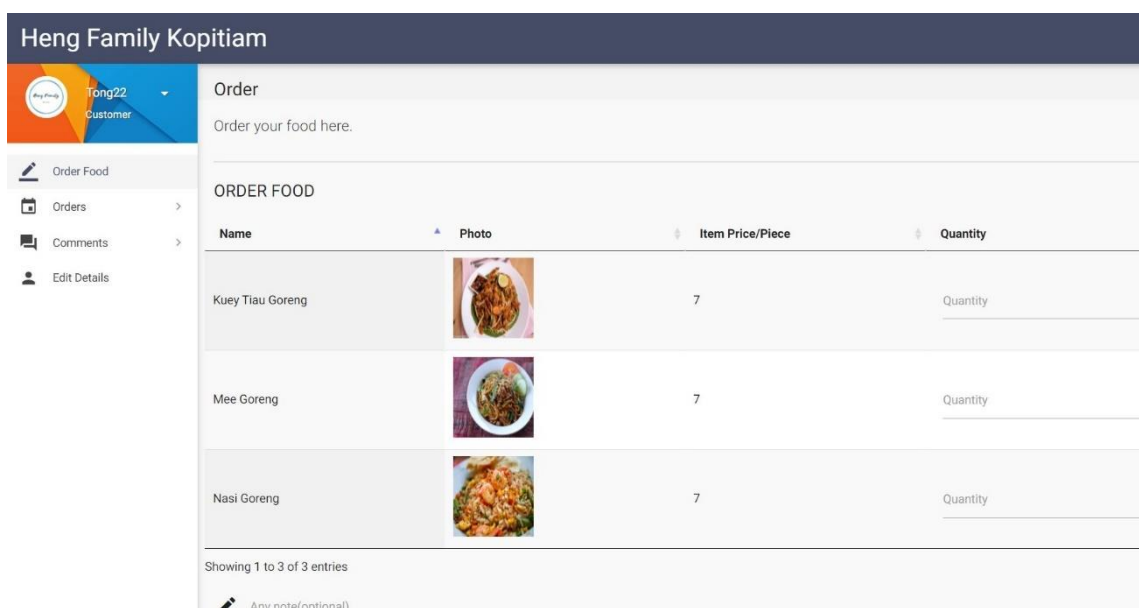 Heng Family Kopitiam
Tong22
Customer
Order Food
Orders
Comments
Edit Details
Order
Order your food here.
ORDER FOOD
Name Photo Item Price/Piece Quantity
Kuey Tiau Goreng 7 Quantity
Mee Goreng 7 Quantity
Nasi Goreng 7 Quantity
Showing 1 to 3 of 3 entries
Any note(optional)